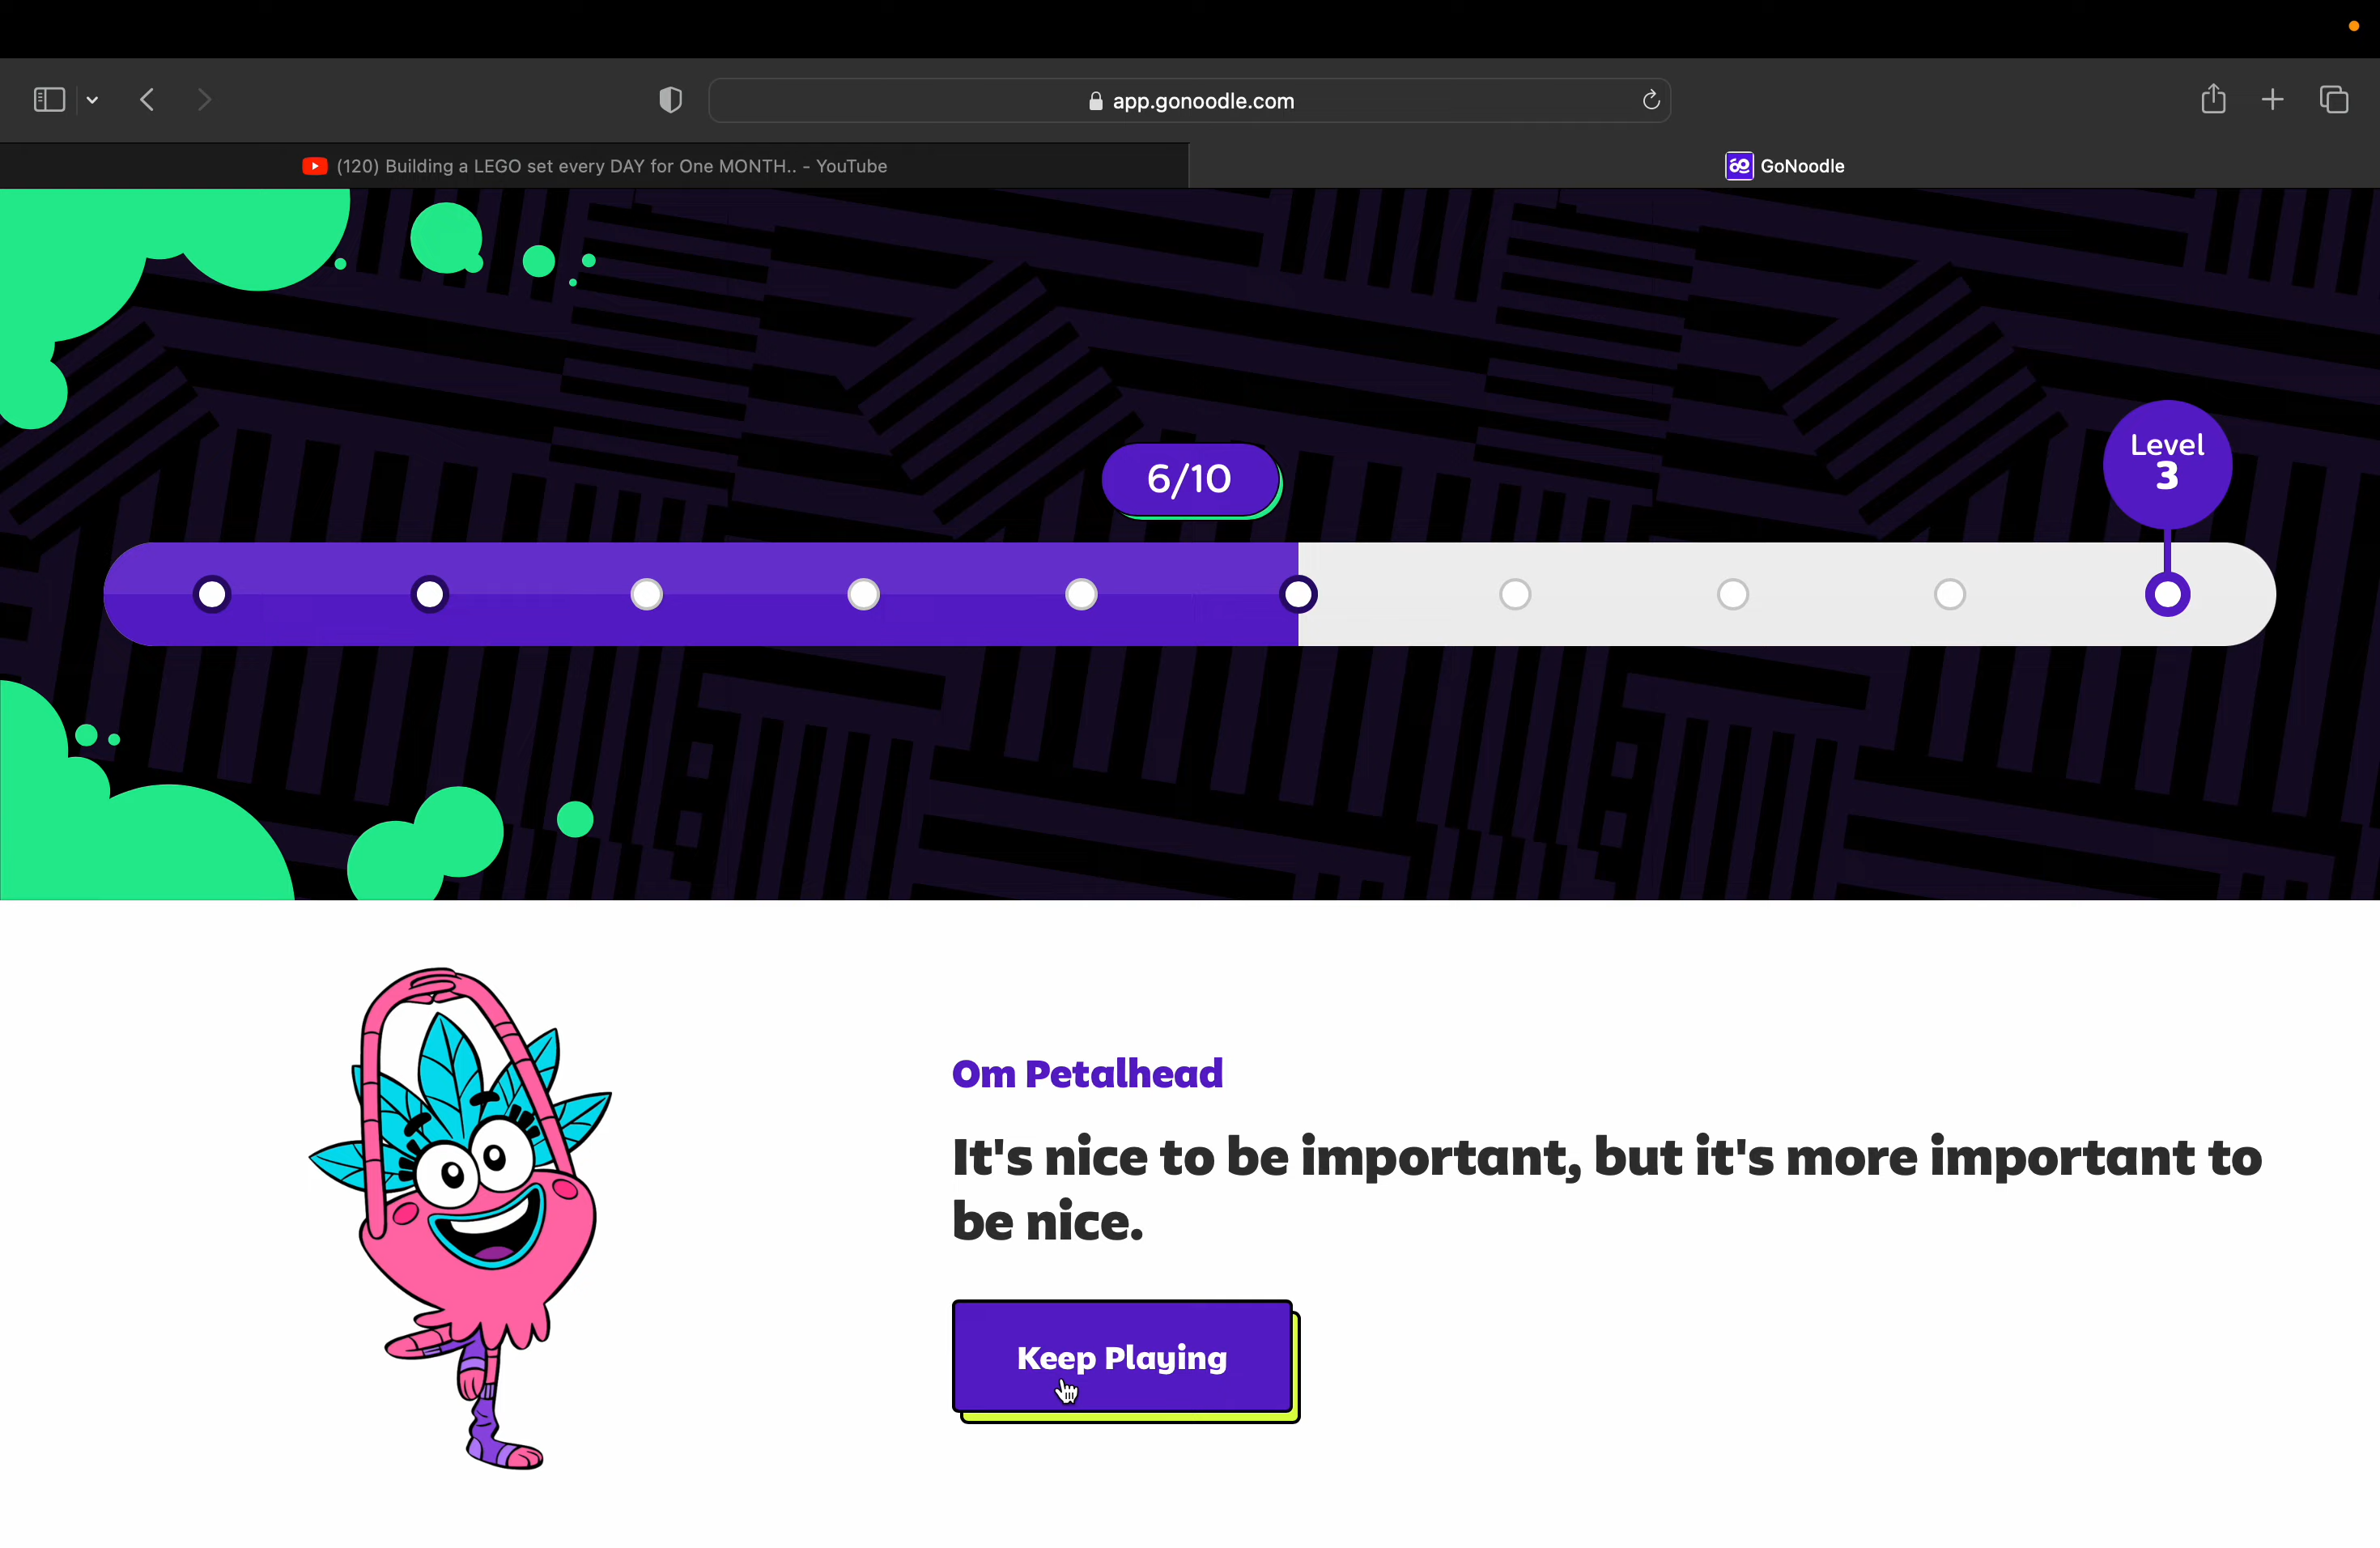 app.gonoodle.com
(120) Building a LEGO set every DAY for One MONTH.. - YouTube
GoNoodle
Level
3
6/10
Om Petalhead
It's nice to be important, but it's more important to
be nice.
Keep Playing